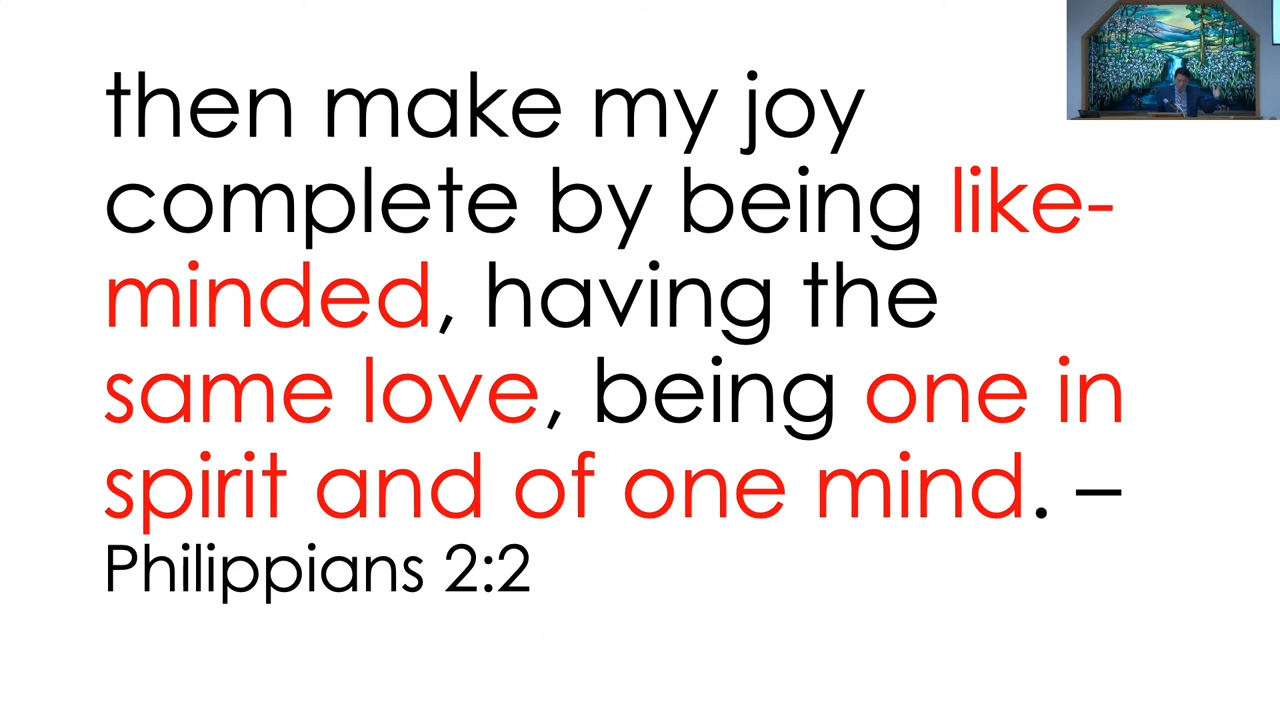 then make my joy
complete by being like-
minded, having the
same love, being one in
spirit and of one mind. –
Philippians 2:2